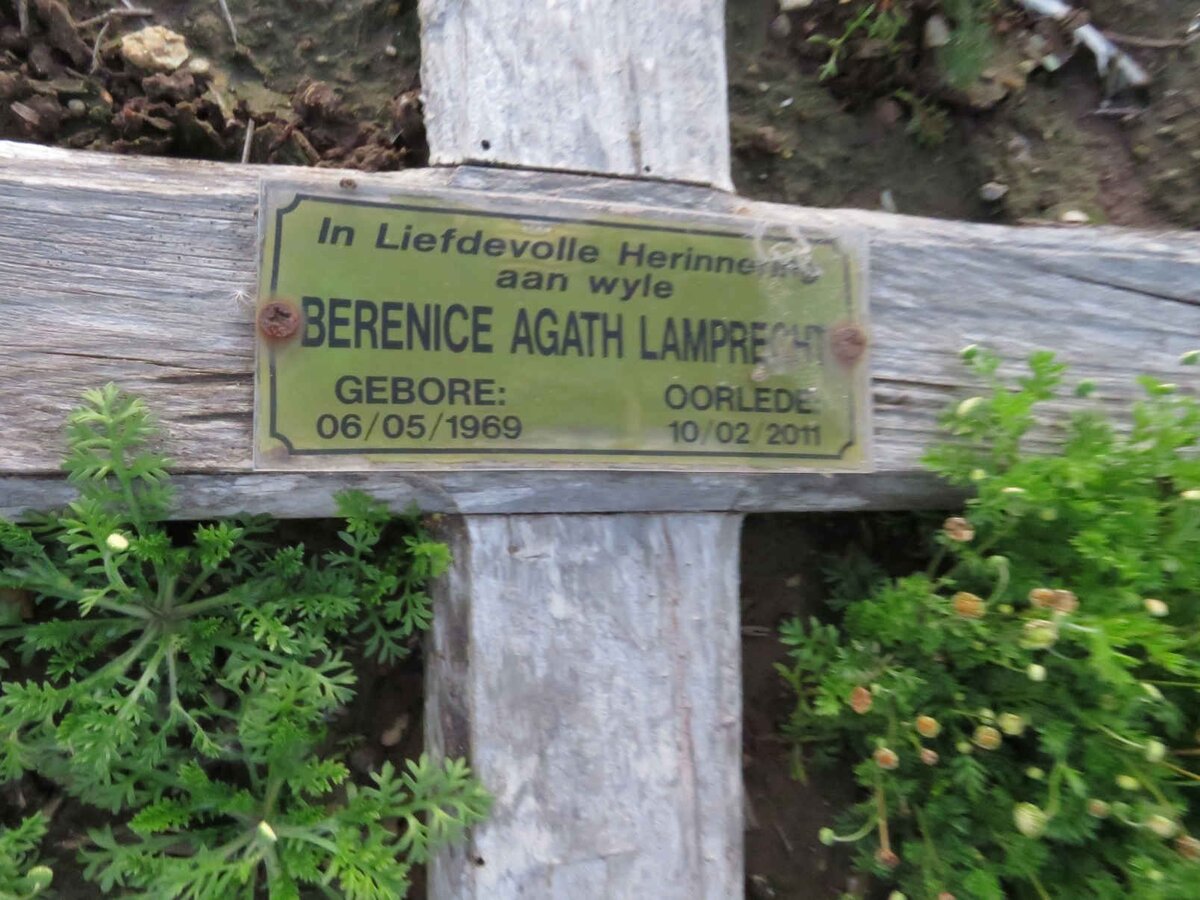 In Liefdevolle Herinnering
aan wyle
BERENICE AGATH LAMPRECHT
GEBORE: OORLEDE:
06/05/1969 10/02/2011